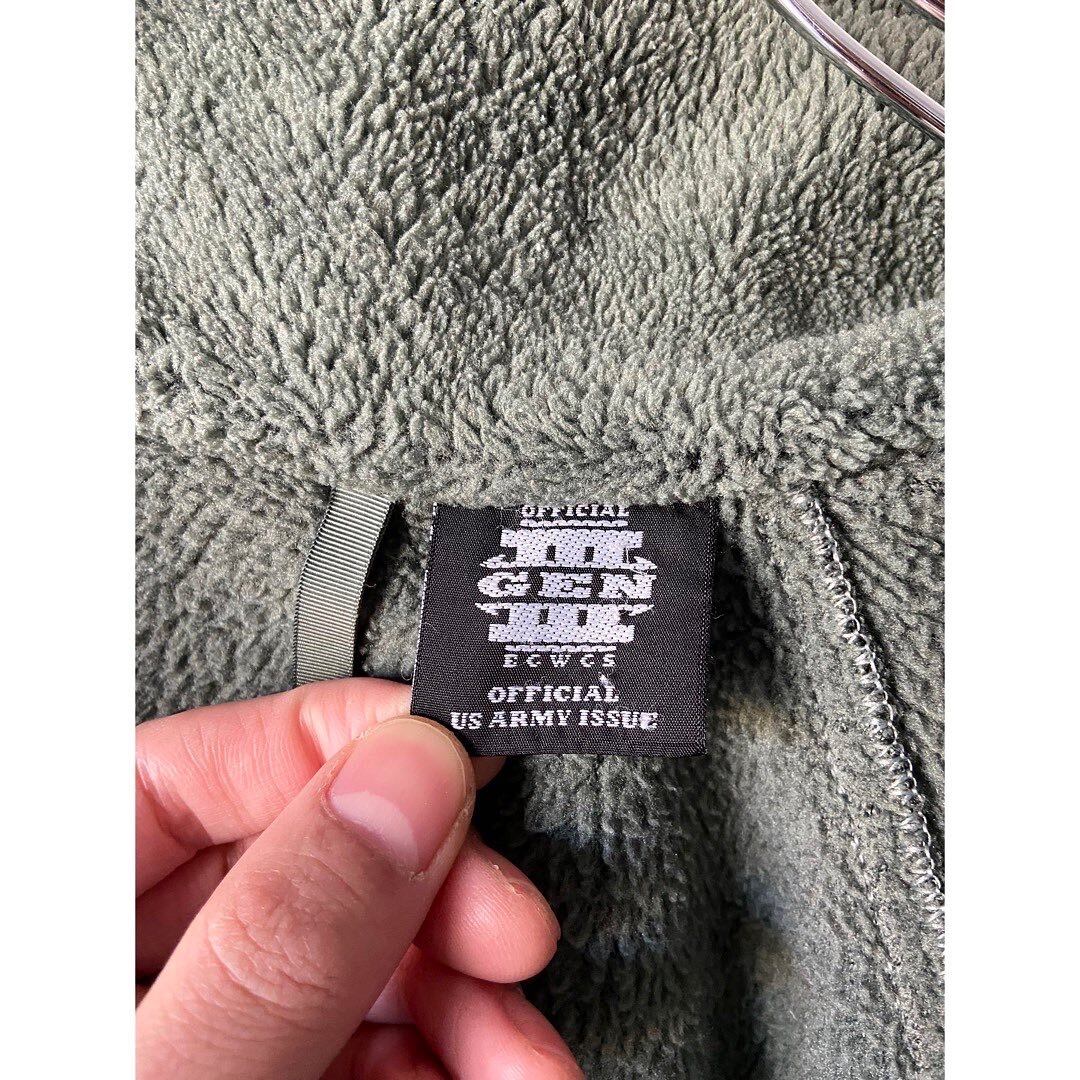 OFFICIAL
III
GEN
III
ECWCS
OFFICIAL
US ARMY ISSUE